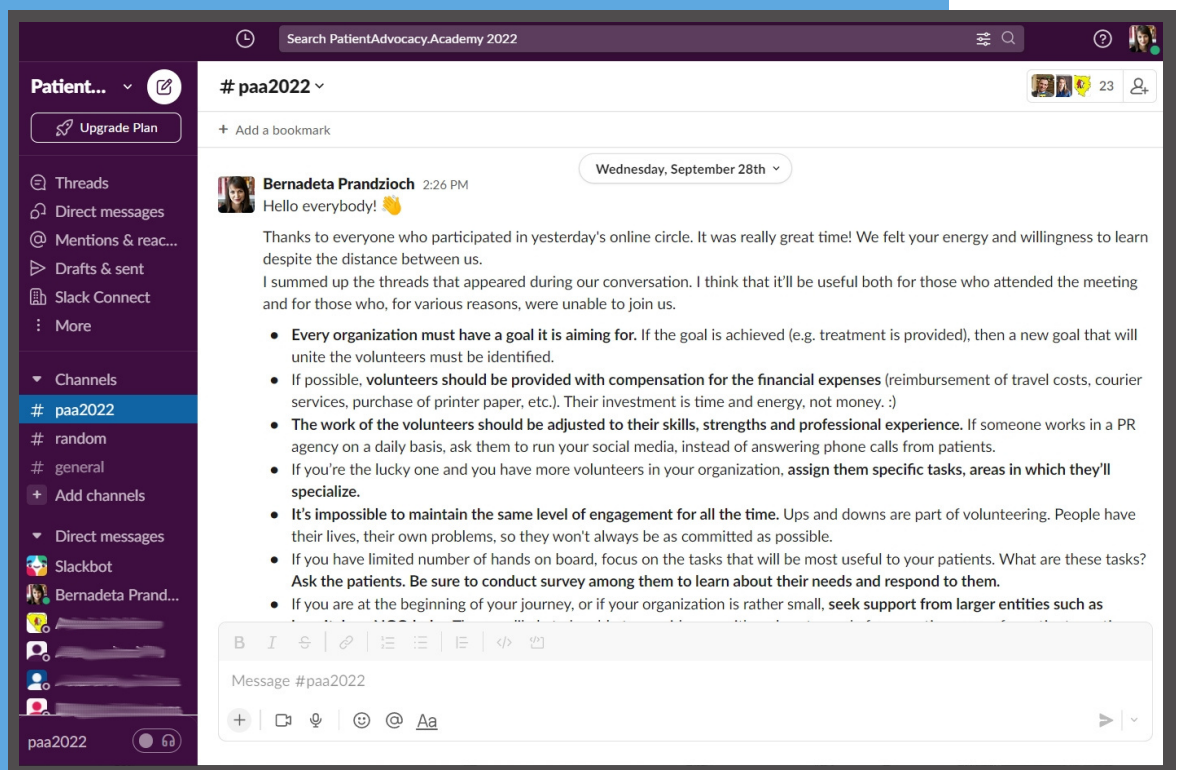 Search PatientAdvocacy.Academy 2022
Patient...
Upgrade Plan
Threads
Direct messages
Mentions & reac...
Drafts & sent
Slack Connect
More
Channels
# paa2022
# random
# general
+ Add channels
Direct messages
Slackbot
Bernadeta Prand...
paa2022
# paa2022
23
+ Add a bookmark
Wednesday, September 28th
Bernadeta Prandzioch 2:26 PM
Hello everybody!
Thanks to everyone who participated in yesterday's online circle. It was really great time! We felt your energy and willingness to learn
despite the distance between us.
I summed up the threads that appeared during our conversation. I think that it'll be useful both for those who attended the meeting
and for those who, for various reasons, were unable to join us.
• Every organization must have a goal it is aiming for. If the goal is achieved (e.g. treatment is provided), then a new goal that will
unite the volunteers must be identified.
• If possible, volunteers should be provided with compensation for the financial expenses (reimbursement of travel costs, courier
services, purchase of printer paper, etc.). Their investment is time and energy, not money. :)
• The work of the volunteers should be adjusted to their skills, strengths and professional experience. If someone works in a PR
agency on a daily basis, ask them to run your social media, instead of answering phone calls from patients.
• If you're the lucky one and you have more volunteers in your organization, assign them specific tasks, areas in which they'll
specialize.
• It's impossible to maintain the same level of engagement for all the time. Ups and downs are part of volunteering. People have
their lives, their own problems, so they won't always be as committed as possible.
• If you have limited number of hands on board, focus on the tasks that will be most useful to your patients. What are these tasks?
Ask the patients. Be sure to conduct survey among them to learn about their needs and respond to them.
• If you are at the beginning of your journey, or if your organization is rather small, seek support from larger entities such as
B I S
Message #paa2022
Aa